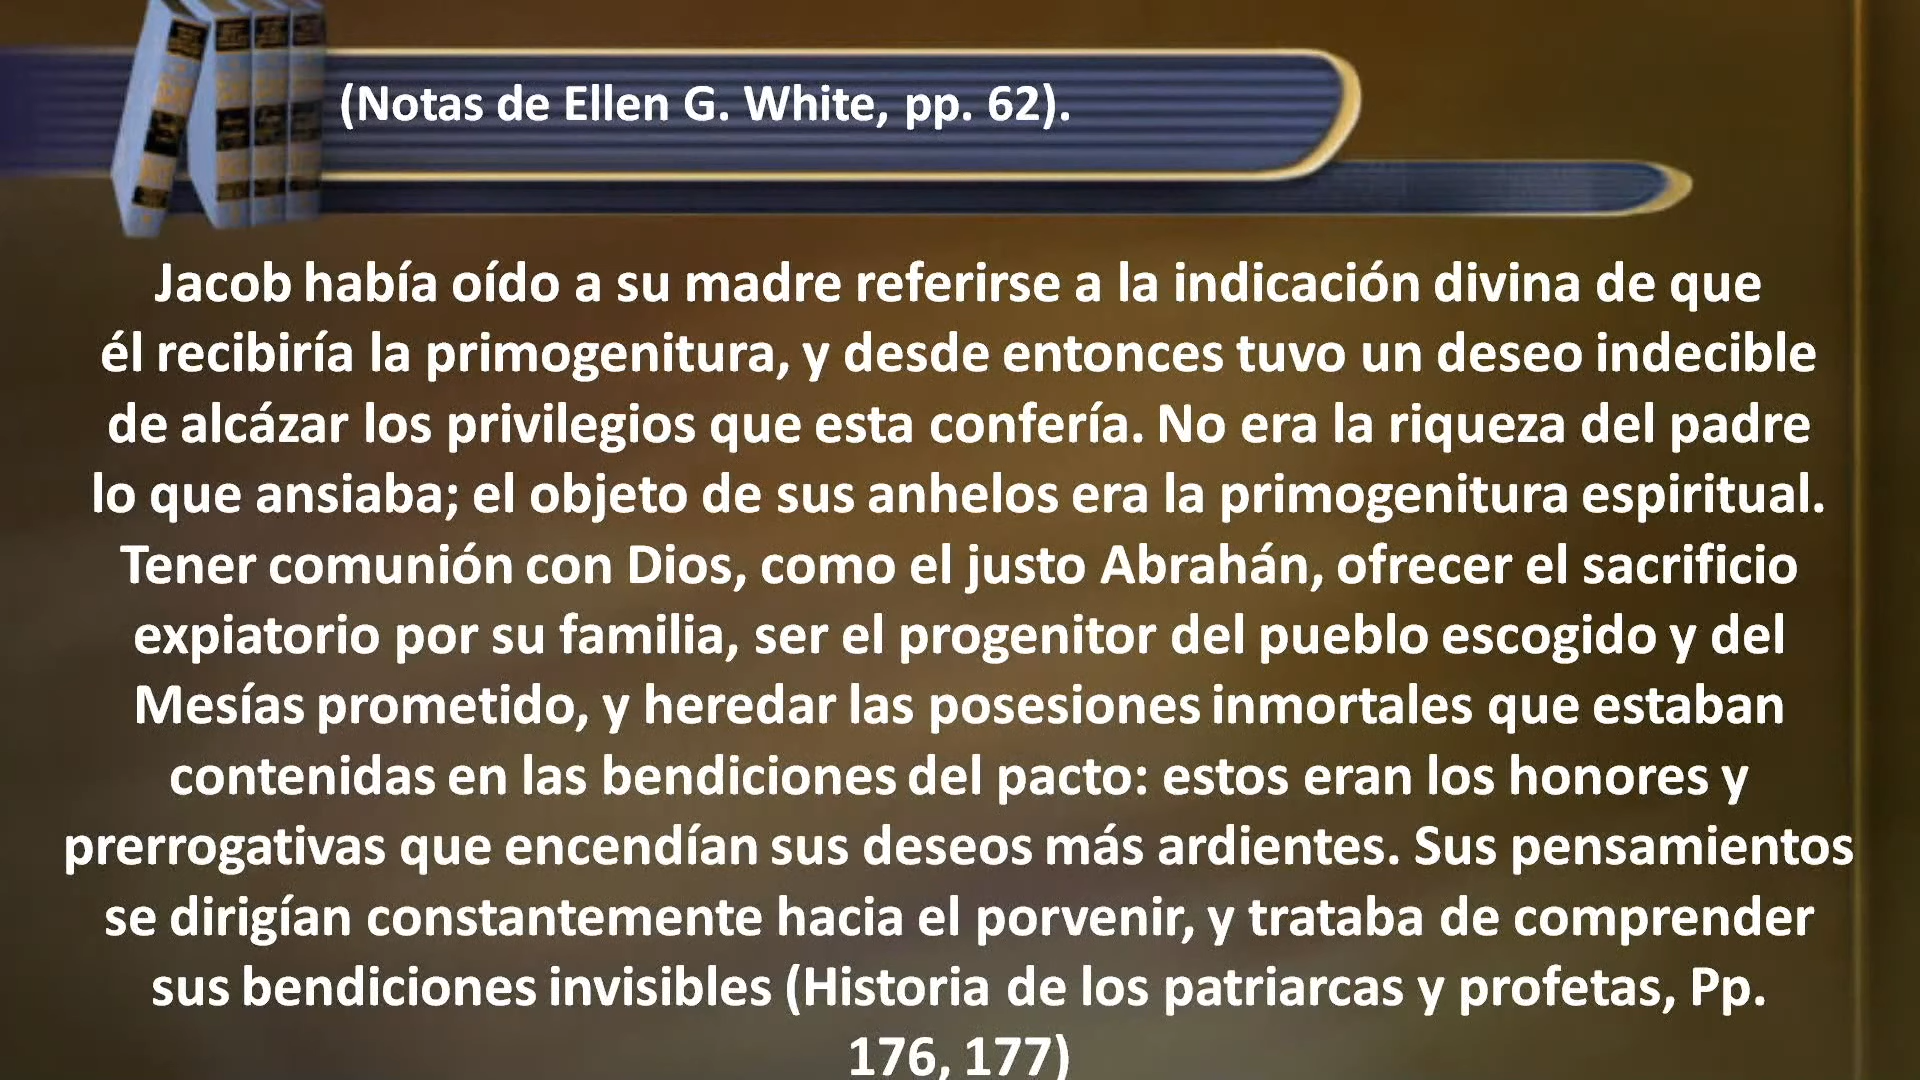 (Notas de Ellen G. White, pp. 62).
Jacob había oído a su madre referirse a la indicación divina de que
él recibiría la primogenitura, y desde entonces tuvo un deseo indecible
de alcázar los privilegios que esta confería. No era la riqueza del padre
lo que ansiaba; el objeto de sus anhelos era la primogenitura espiritual.
Tener comunión con Dios, como el justo Abrahán, ofrecer el sacrificio
expiatorio por su familia, ser el progenitor del pueblo escogido y del
Mesías prometido, y heredar las posesiones inmortales que estaban
contenidas en las bendiciones del pacto: estos eran los honores y
prerrogativas que encendían sus deseos más ardientes. Sus pensamientos
se dirigían constantemente hacia el porvenir, y trataba de comprender
sus bendiciones invisibles (Historia de los patriarcas y profetas, Pp.
176, 177)